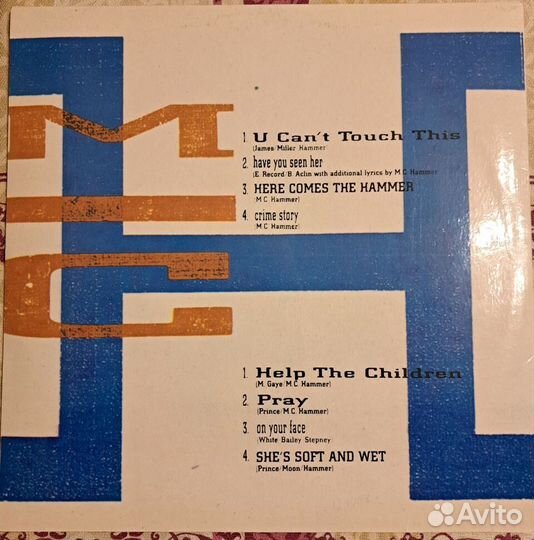 M
C
1. U Can't Touch This
(James/Miller/Hammer)
2. have you seen her
(E. Record/B. Aclin with additional lyrics by M.C. Hammer
3. HERE COMES THE HAMMER
(M.C. Hammer)
4. crime story
(M.C. Hammer)
1. Help The Children
(M. Gaye/M.C. Hammer)
2. Pray
(Prince/M.C. Hammer)
3. on your face
(White Bailey Stepney)
4. SHE'S SOFT AND WET
(Prince/Moon/Hammer)
Avito